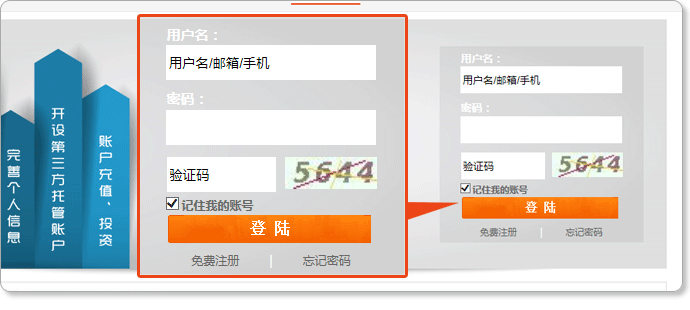 完善个人信息
开设第三方托管账户
账户充值，投资
用户名：
用户名/邮箱/手机
密码：
验证码
5644
记住我的账号
登 陆
免费注册 | 忘记密码
用户名：
用户名/邮箱/手机
密码：
验证码
5644
记住我的账号
登 陆
免费注册 | 忘记密码